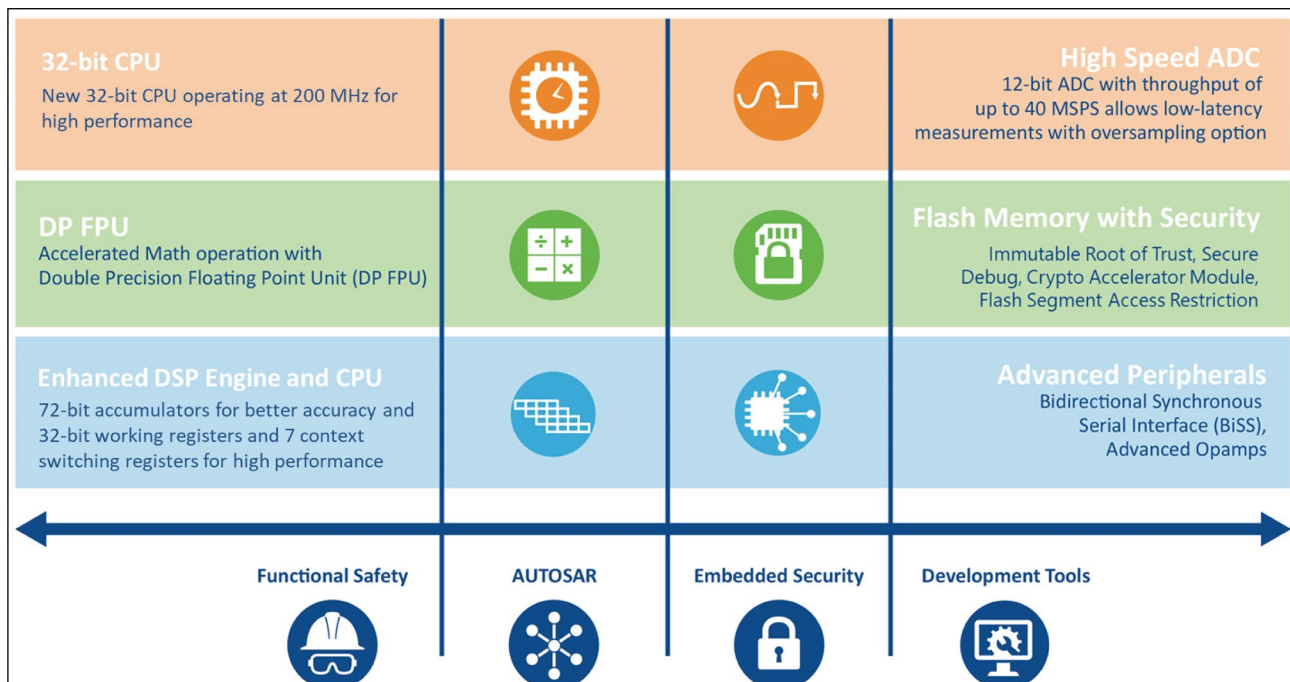 32-bit CPU
New 32-bit CPU operating at 200 MHz for
high performance
High Speed ADC
12-bit ADC with throughput of
up to 40 MSPS allows low-latency
measurements with oversampling option
DP FPU
Accelerated Math operation with
Double Precision Floating Point Unit (DP FPU)
Flash Memory with Security
Immutable Root of Trust, Secure
Debug, Crypto Accelerator Module,
Flash Segment Access Restriction
Enhanced DSP Engine and CPU
72-bit accumulators for better accuracy and
32-bit working registers and 7 context
switching registers for high performance
Advanced Peripherals
Bidirectional Synchronous
Serial Interface (BiSS),
Advanced Opamps
Functional Safety
AUTOSAR
Embedded Security
Development Tools